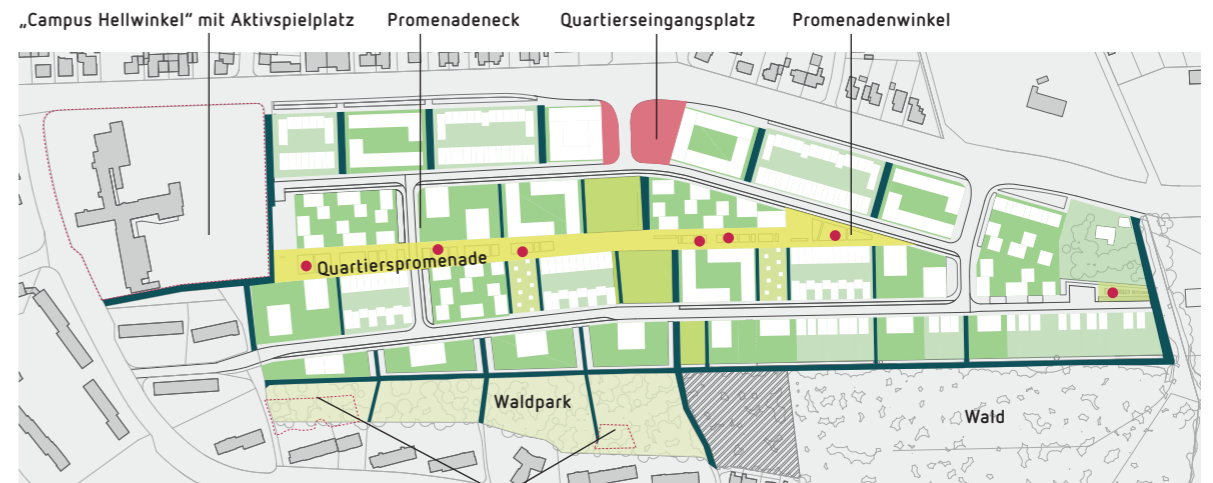 „Campus Hellwinkel“ mit Aktivspielplatz
Promenadeneck
Quartierseingangsplatz
Promenadenwinkel
Quartierspromenade
Waldpark
Wald